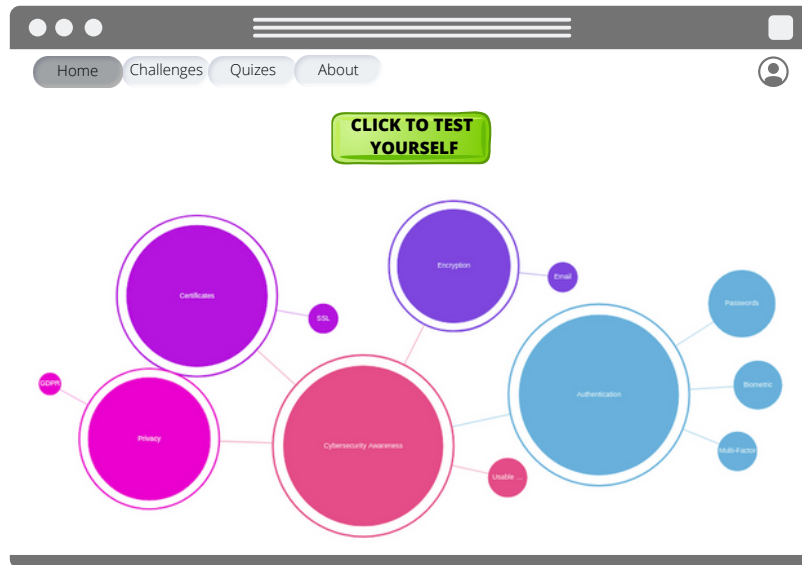 Home
Challenges
Quizes
About
CLICK TO TEST
YOURSELF
Encryption
Email
Certificates
SSL
Passwords
GDPR
Biometric
Authentication
Privacy
Cybersecurity Awareness
Multi-Factor
Usable ...